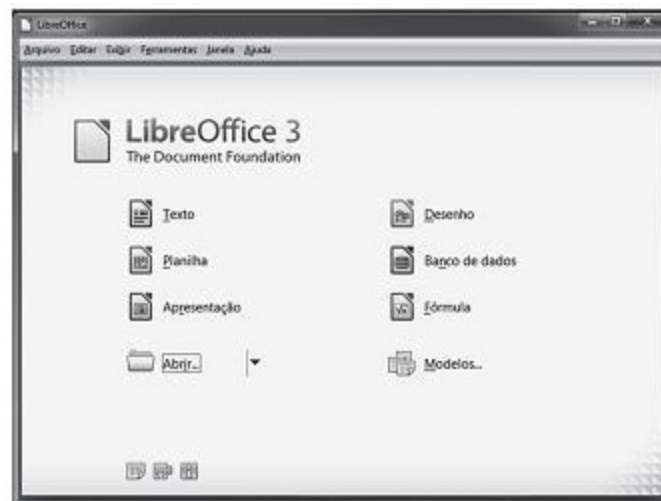 LibreOffice
Arquivo Editar Exibir Ferramentas Janela Ajuda
LibreOffice 3
The Document Foundation
Texto
Desenho
Planilha
Banco de dados
Apresentação
Fórmula
Abrir...
Modelos...